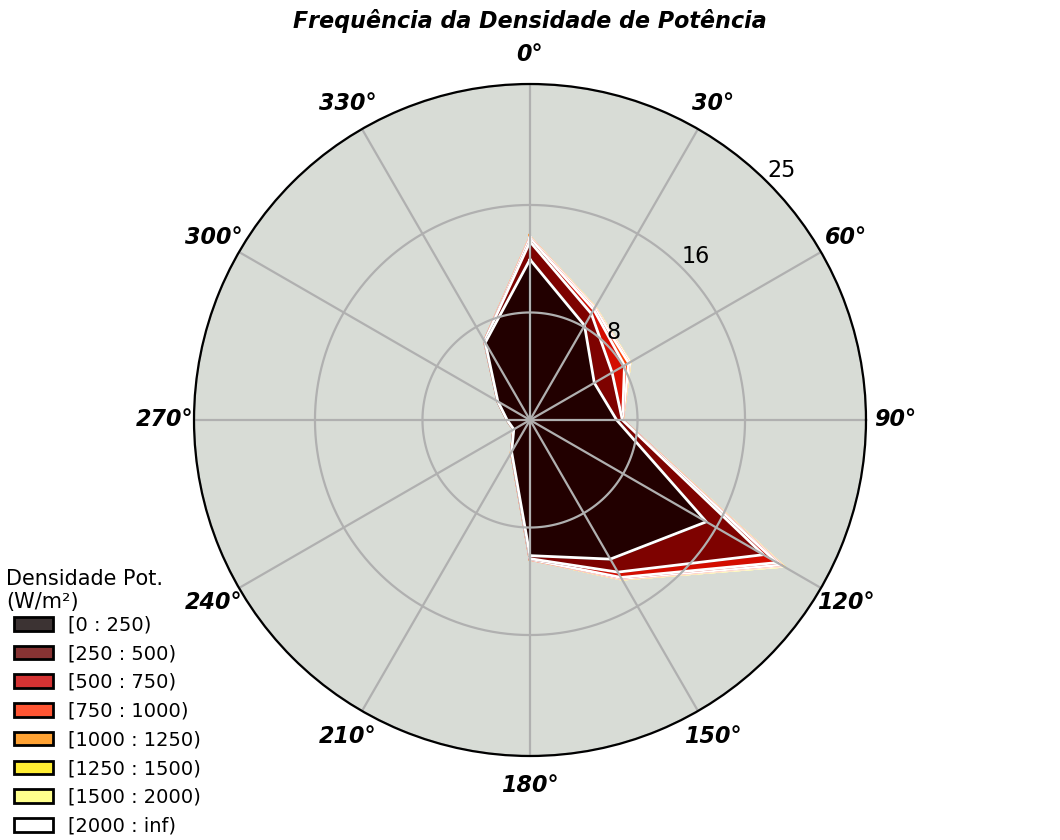 Frequência da Densidade de Potência
0°
330°
30°
25
300°
60°
16
8
270°
90°
240°
120°
210°
150°
180°
Densidade Pot.
(W/m²)
[0 : 250)
[250 : 500)
[500 : 750)
[750 : 1000)
[1000 : 1250)
[1250 : 1500)
[1500 : 2000)
[2000 : inf)